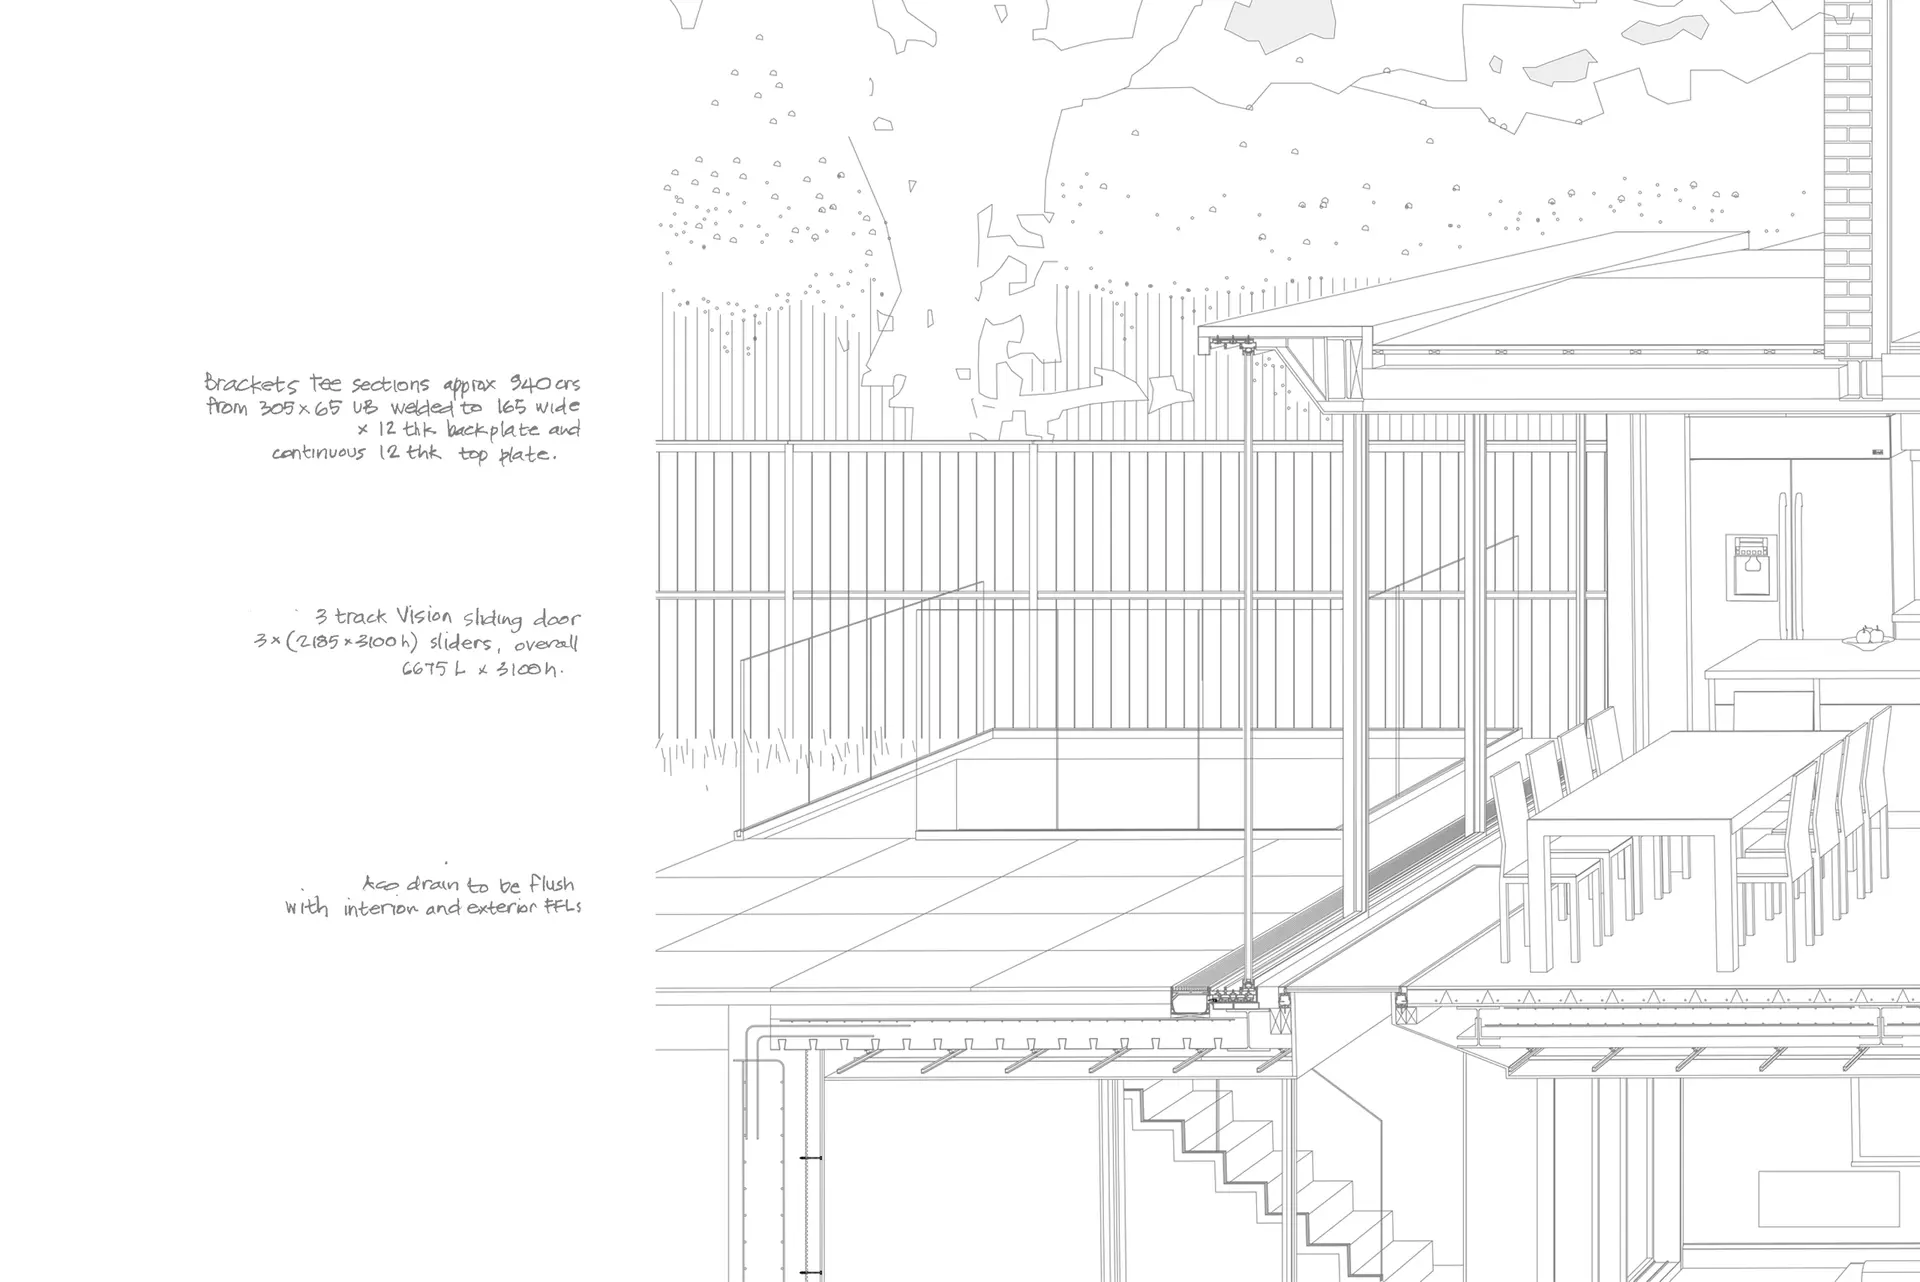 Brackets Tee sections approx 940 crs
from 305 x 65 UB welded to 165 wide
x 12 thk backplate and
continuous 12 thk top plate.
3 track Vision sliding door
3 x (2185 x 3100 h) sliders, overall
6675 L x 3100 h.
Aco drain to be flush
with interior and exterior FFLs